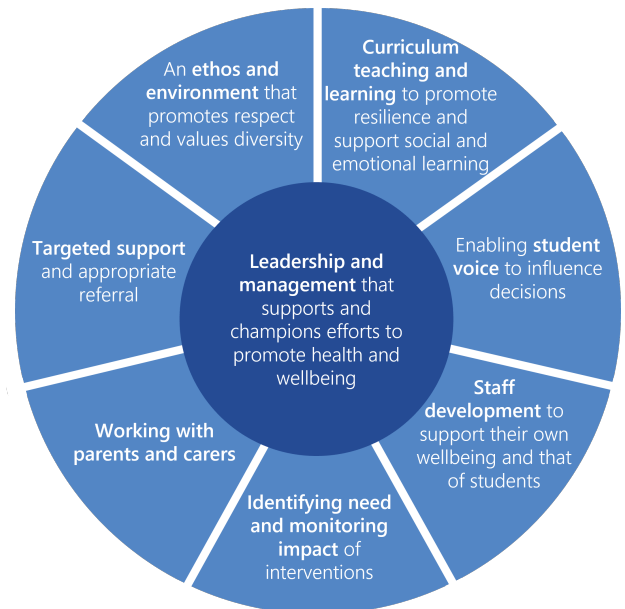 An ethos and
environment that
promotes respect
and values diversity
Curriculum
teaching and
learning to promote
resilience and
support social and
emotional learning
Enabling student
voice to influence
decisions
Staff
development to
support their own
wellbeing and that
of students
Identifying need
and monitoring
impact of
interventions
Working with
parents and carers
Targeted support
and appropriate
referral
Leadership and
management that
supports and
champions efforts to
promote health and
wellbeing